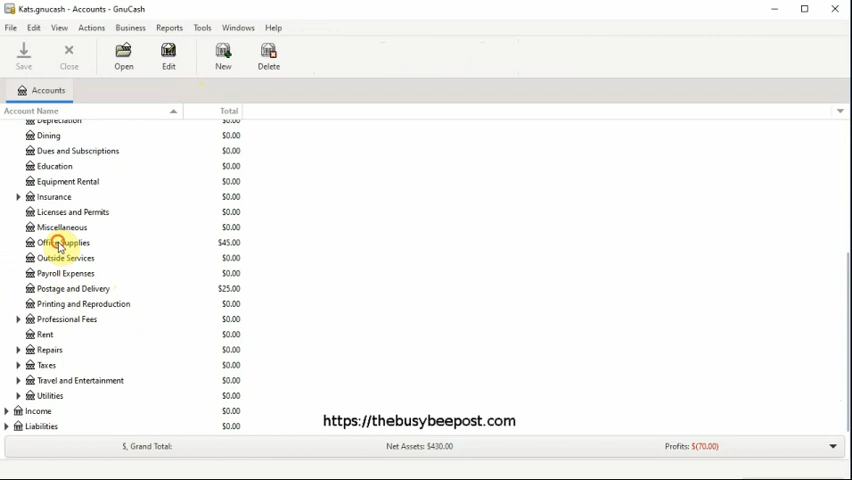 Kats.gnucash - Accounts - GnuCash
File Edit View Actions Business Reports Tools Windows Help
Save Close Open Edit New Delete
Accounts
Account Name Total
Depreciation $0.00
Dining $0.00
Dues and Subscriptions $0.00
Education $0.00
Equipment Rental $0.00
Insurance $0.00
Licenses and Permits $0.00
Miscellaneous $0.00
Office Supplies $45.00
Outside Services $0.00
Payroll Expenses $0.00
Postage and Delivery $25.00
Printing and Reproduction $0.00
Professional Fees $0.00
Rent $0.00
Repairs $0.00
Taxes $0.00
Travel and Entertainment $0.00
Utilities $0.00
Income $0.00
Liabilities $0.00
https://thebusybeepost.com
$, Grand Total: Net Assets: $430.00 Profits: $(70.00)